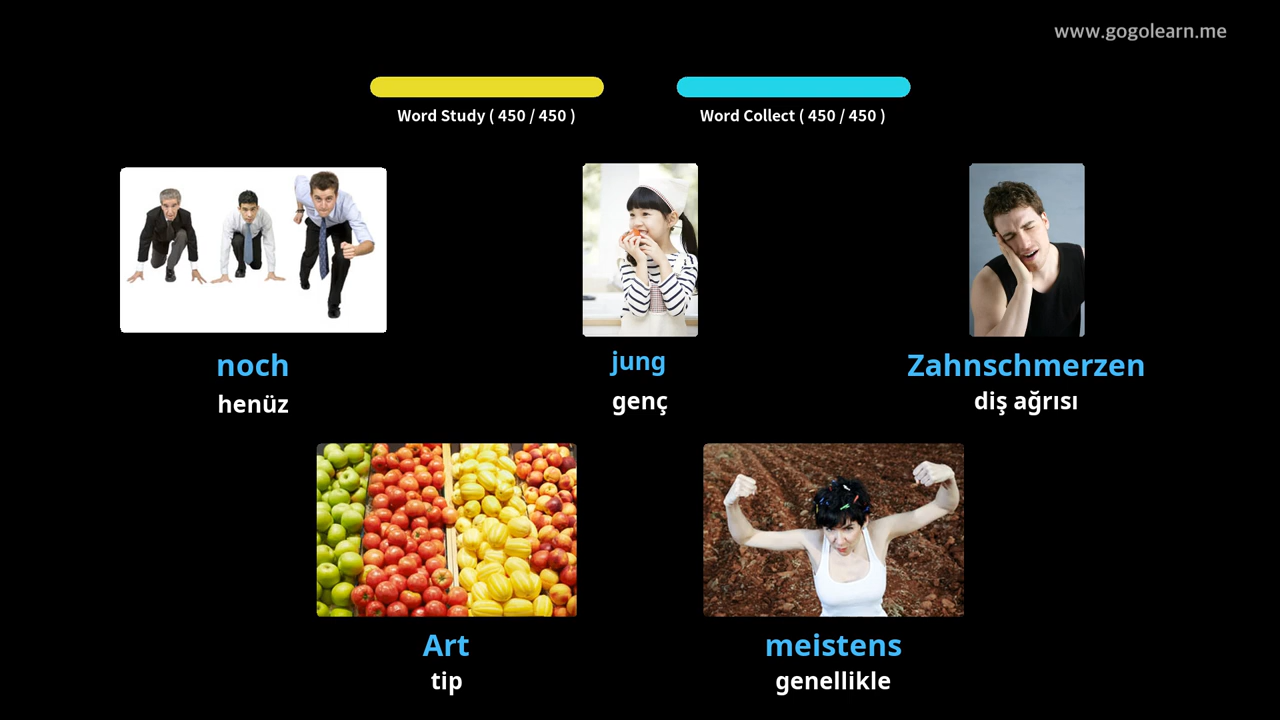 www.gogolearn.me
Word Study ( 450 / 450 )
Word Collect ( 450 / 450 )
noch
henüz
jung
genç
Zahnschmerzen
diş ağrısı
Art
tip
meistens
genellikle